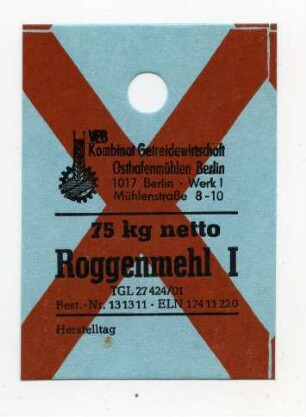 VEB
Kombinat Getreidewirtschaft
Osthafenmühlen Berlin
1017 Berlin · Werk I
Mühlenstraße 8-10
75 kg netto
Roggenmehl I
TGL 27 424/01
Best.-Nr. 131311 · ELN 174 11 220
Herstelltag